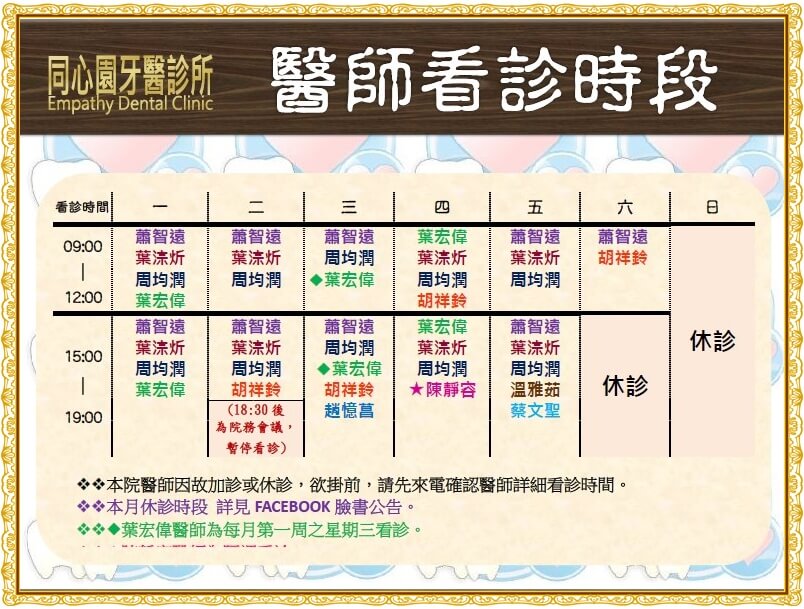 同心園牙醫診所
Empathy Dental Clinic
醫師看診時段
看診時間 一 二 三 四 五 六 日
09:00
|
12:00
蕭智遠 蕭智遠 蕭智遠 葉宏偉 蕭智遠 蕭智遠
葉淙炘 葉淙炘 周均潤 葉淙炘 葉淙炘 胡祥鈴
周均潤 周均潤 ◆葉宏偉 周均潤 周均潤
葉宏偉 胡祥鈴
休診
15:00
|
19:00
蕭智遠 蕭智遠 蕭智遠 葉宏偉 蕭智遠
葉淙炘 葉淙炘 周均潤 葉淙炘 葉淙炘
周均潤 周均潤 ◆葉宏偉 周均潤 周均潤
葉宏偉 胡祥鈴 胡祥鈴 ★陳靜容 溫雅茹
趙憶菖 蔡文聖
休診
(18:30後
為院務會議,
暫停看診)
❖❖本院醫師因故加診或休診,欲掛前,請先來電確認醫師詳細看診時間。
❖❖本月休診時段 詳見 FACEBOOK 臉書公告。
❖❖◆葉宏偉醫師為每月第一周之星期三看診。